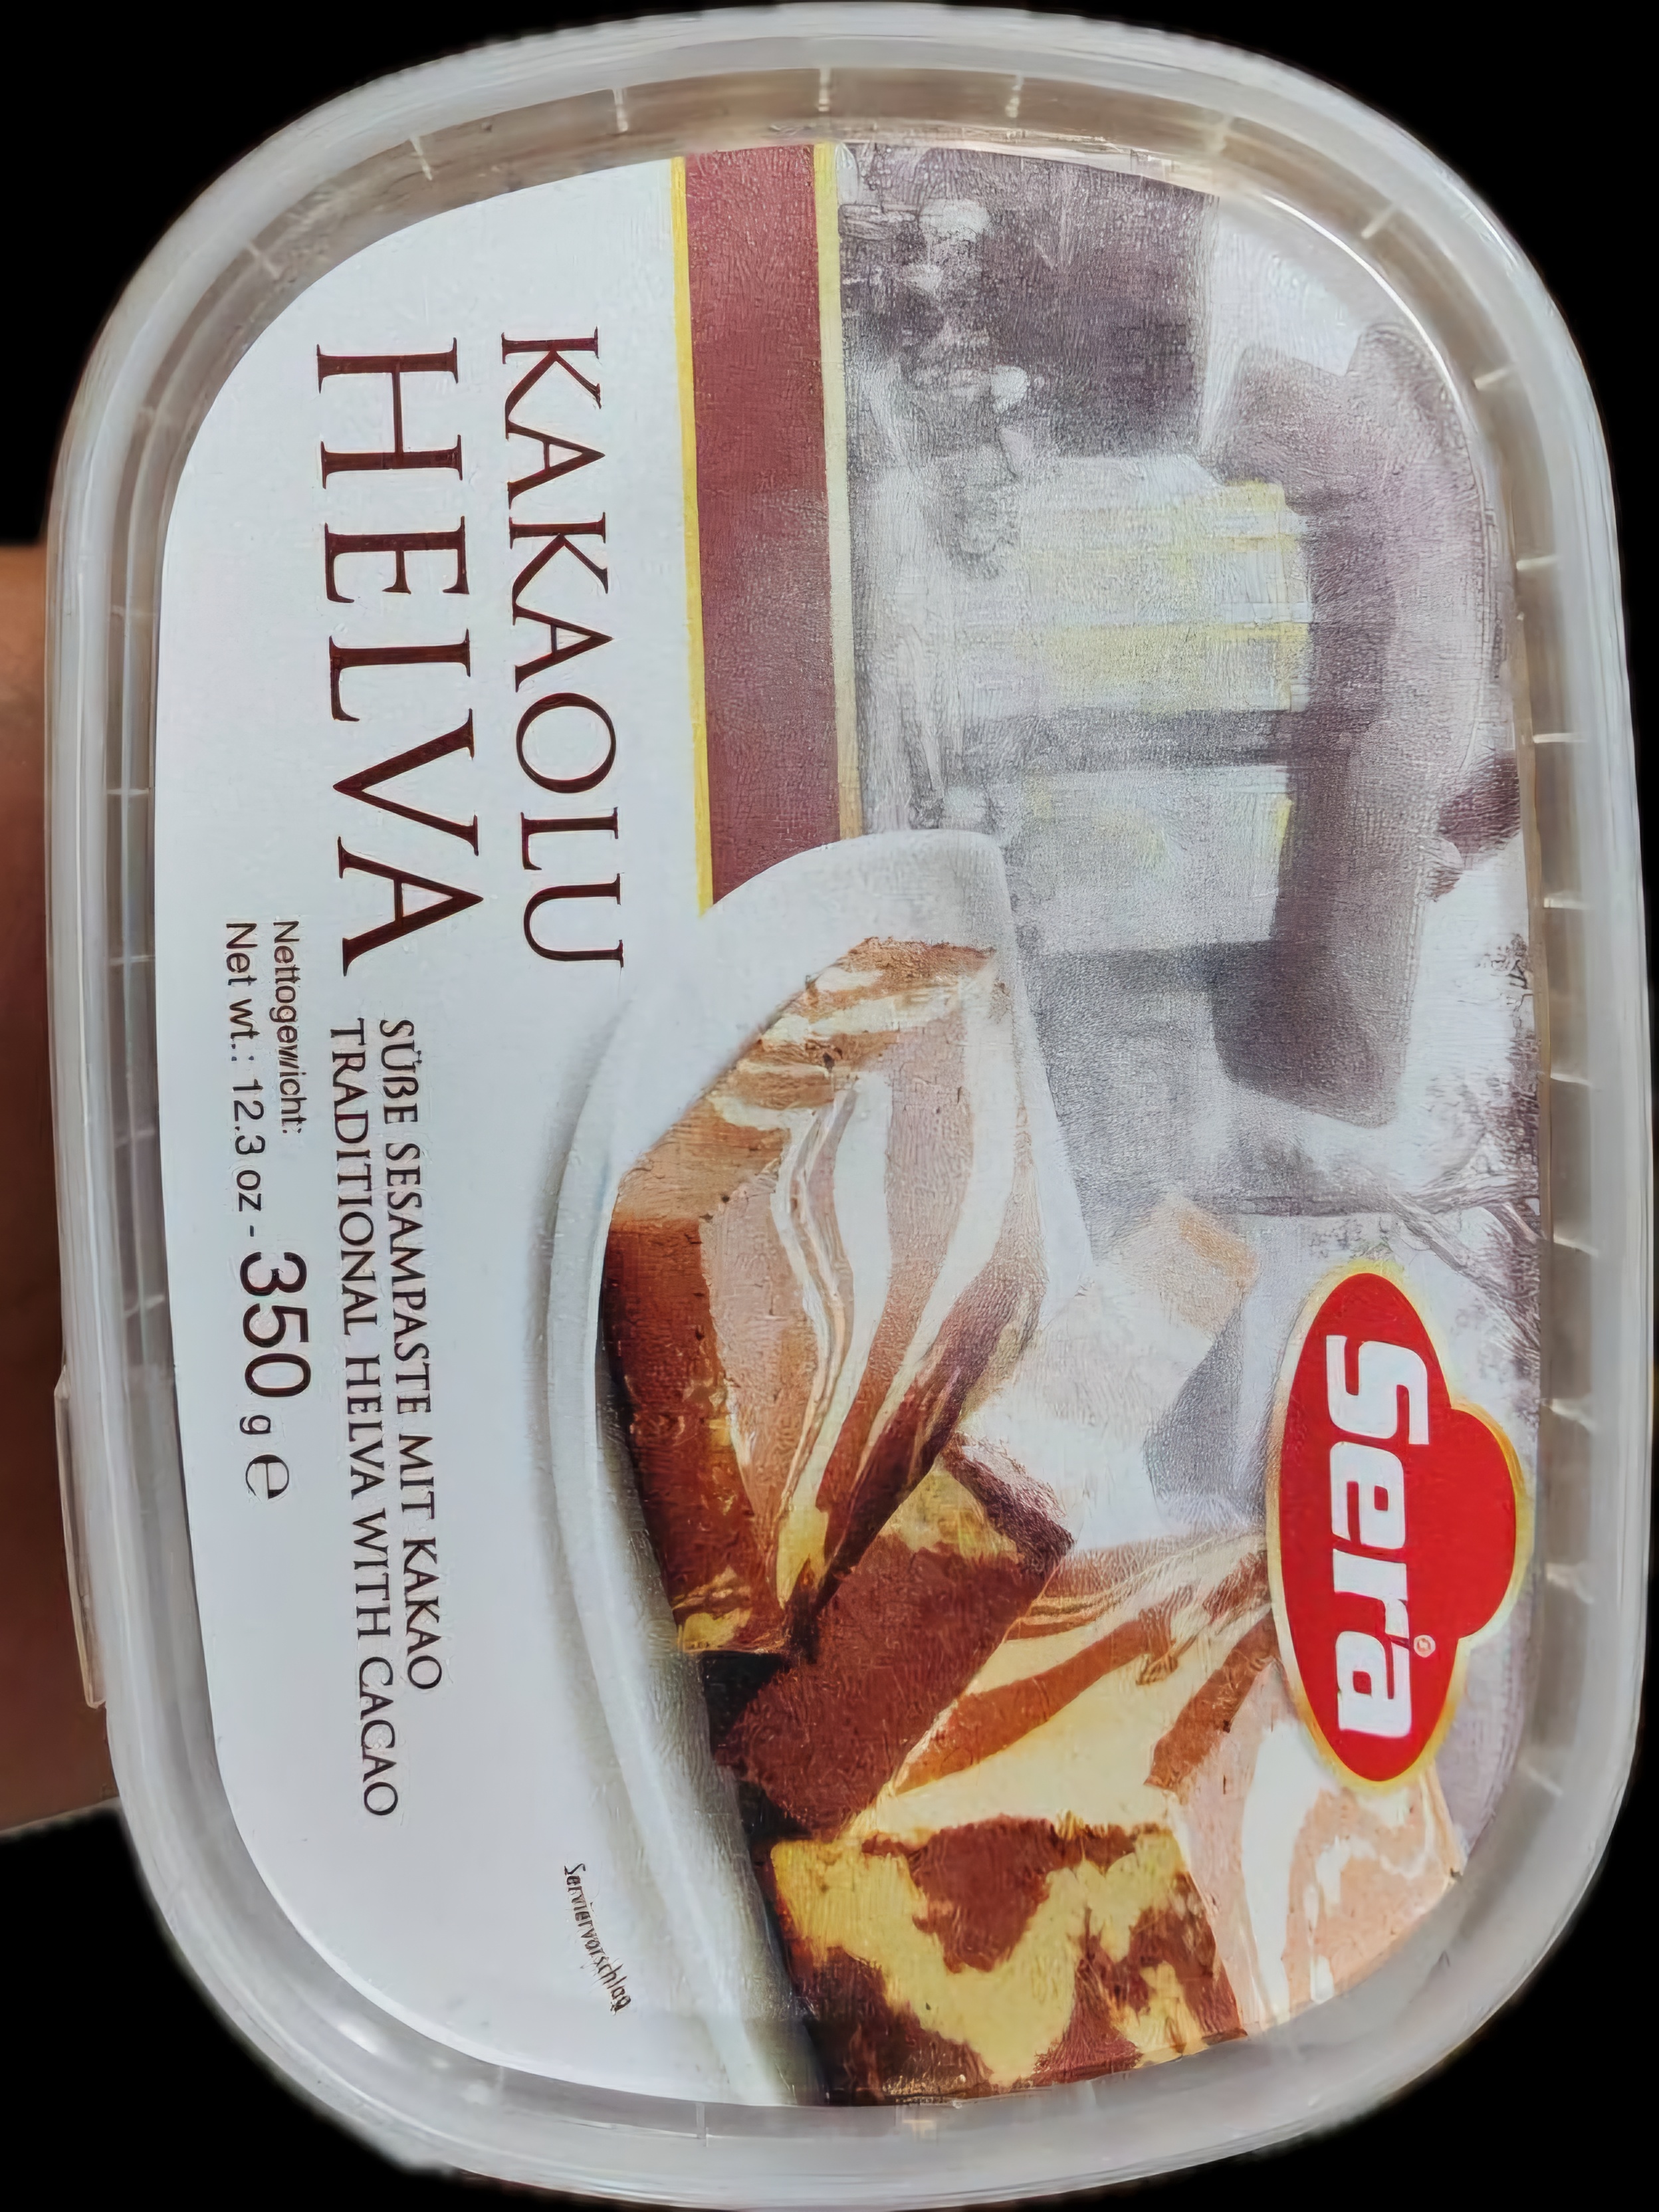 Sera®
KAKAOLU
HELVA
SÜßE SESAMPASTE MIT KAKAO
TRADITIONAL HELVA WITH CACAO
Nettogewicht:
Net wt.: 12.3 oz - 350 g ℮
Serviervorschlag